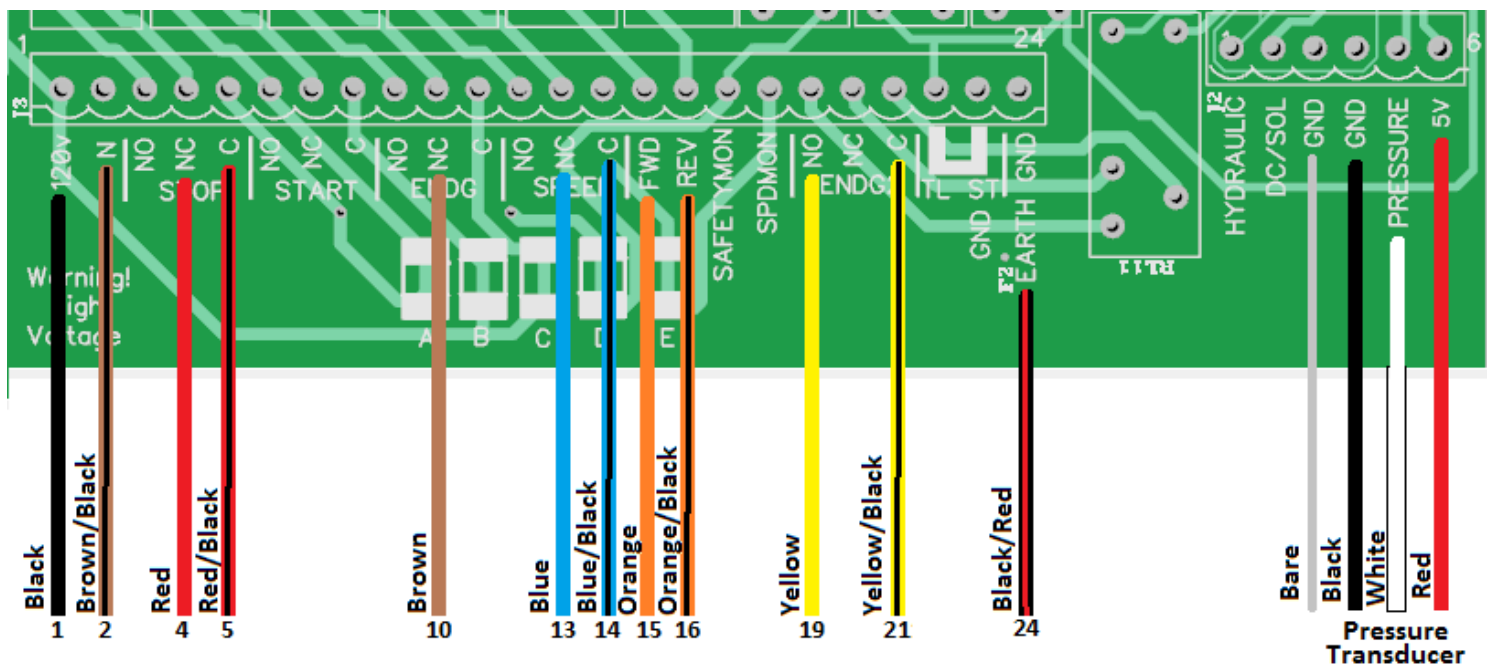 1
24
1
6
J3
J2
120v
N
NO
NC
C
STOP
NO
NC
C
START
NO
NC
C
ENDG
NO
NC
C
FWD
REV
SAFETYMON
SPDMON
NO
NC
C
TL
ST
GND
GND
EARTH
F2
RL11
HYDRAULIC
DC/SOL
GND
GND
PRESSURE
5V
Warning!
Voltage
A
B
C
D
E
Black
Brown/Black
Red
Red/Black
Brown
Blue
Blue/Black
Orange
Orange/Black
Yellow
Yellow/Black
Black/Red
Bare
Black
White
Red
1
2
4
5
10
13
14
15
16
19
21
24
Pressure
Transducer